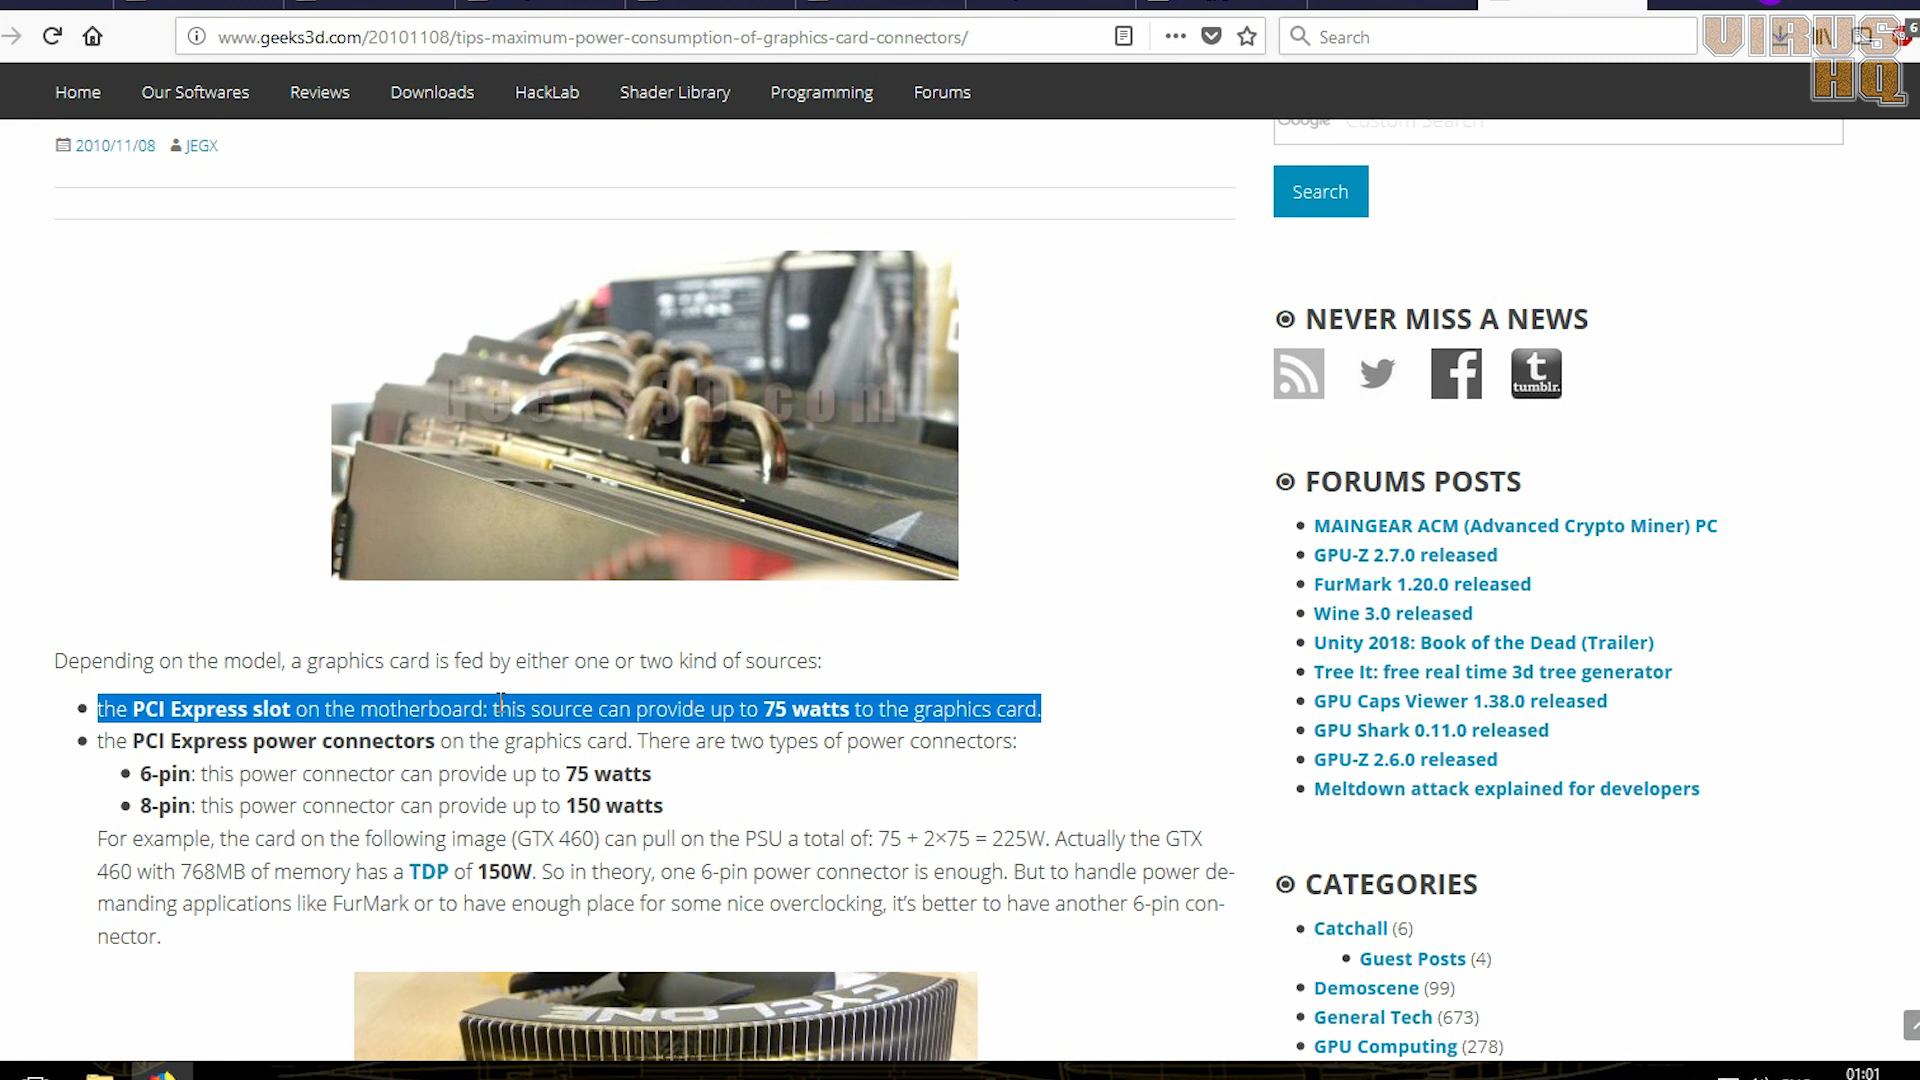 www.geeks3d.com/20101108/tips-maximum-power-consumption-of-graphics-card-connectors/
Search
VIRUS
HQ
6
Home
Our Softwares
Reviews
Downloads
HackLab
Shader Library
Programming
Forums
2010/11/08 JEGX
Google Custom Search
Search
Geeks3D.com
Depending on the model, a graphics card is fed by either one or two kind of sources:
the PCI Express slot on the motherboard: this source can provide up to 75 watts to the graphics card.
the PCI Express power connectors on the graphics card. There are two types of power connectors:
6-pin: this power connector can provide up to 75 watts
8-pin: this power connector can provide up to 150 watts
For example, the card on the following image (GTX 460) can pull on the PSU a total of: 75 + 2×75 = 225W. Actually the GTX
460 with 768MB of memory has a TDP of 150W. So in theory, one 6-pin power connector is enough. But to handle power de-
manding applications like FurMark or to have enough place for some nice overclocking, it's better to have another 6-pin con-
nector.
CYCLONE
NEVER MISS A NEWS
t
tumblr.
FORUMS POSTS
MAINGEAR ACM (Advanced Crypto Miner) PC
GPU-Z 2.7.0 released
FurMark 1.20.0 released
Wine 3.0 released
Unity 2018: Book of the Dead (Trailer)
Tree It: free real time 3d tree generator
GPU Caps Viewer 1.38.0 released
GPU Shark 0.11.0 released
GPU-Z 2.6.0 released
Meltdown attack explained for developers
CATEGORIES
Catchall (6)
Guest Posts (4)
Demoscene (99)
General Tech (673)
GPU Computing (278)
01:01